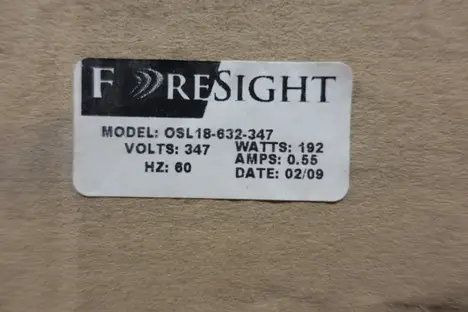 FORESIGHT
MODEL: OSL18-632-347
VOLTS: 347 WATTS: 192
AMPS: 0.55
HZ: 60 DATE: 02/09